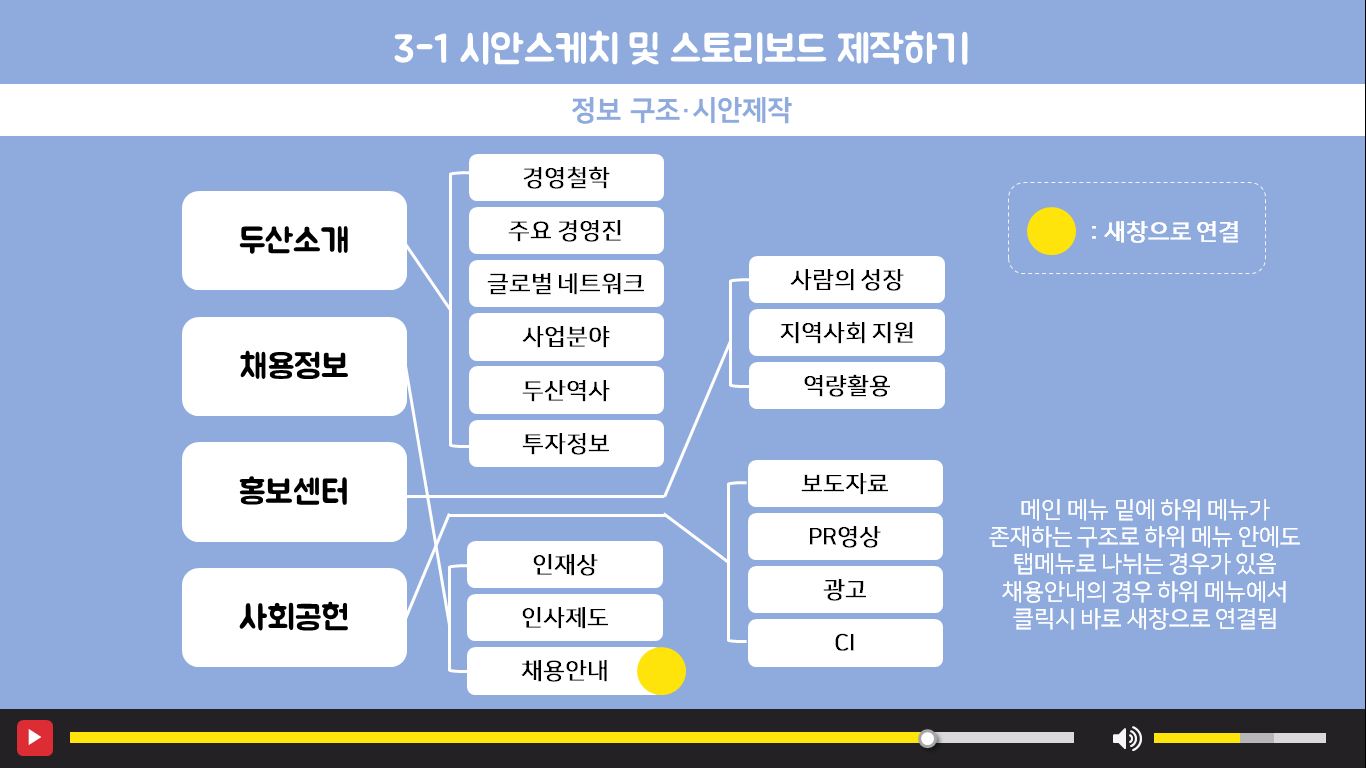 3-1 시안스케치 및 스토리보드 제작하기
정보 구조·시안제작
두산소개
채용정보
홍보센터
사회공헌
경영철학
주요 경영진
글로벌 네트워크
사업분야
두산역사
투자정보
인재상
인사제도
채용안내
사람의 성장
지역사회 지원
역량활용
보도자료
PR영상
광고
CI
: 새창으로 연결
메인 메뉴 밑에 하위 메뉴가
존재하는 구조로 하위 메뉴 안에도
탭메뉴로 나뉘는 경우가 있음
채용안내의 경우 하위 메뉴에서
클릭시 바로 새창으로 연결됨